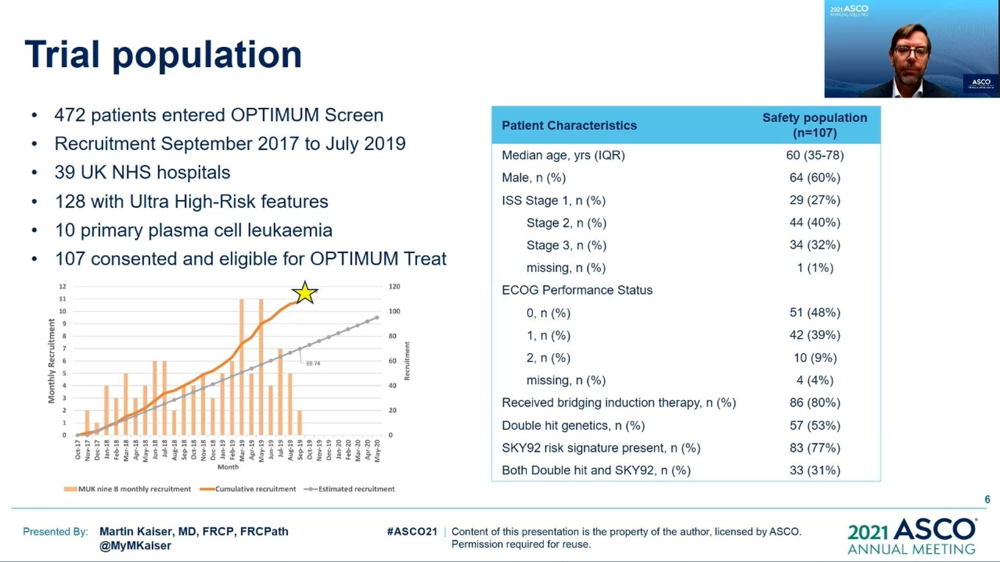 2021 ASCO
ANNUAL MEETING
ASCO
Trial population
• 472 patients entered OPTIMUM Screen
• Recruitment September 2017 to July 2019
• 39 UK NHS hospitals
• 128 with Ultra High-Risk features
• 10 primary plasma cell leukaemia
• 107 consented and eligible for OPTIMUM Treat
12
11
10
9
8
7
6
5
4
3
2
1
0
Monthly Recruitment
120
100
80
60
40
20
0
Recruitment
69.74
Oct-17 Nov-17 Dec-17 Jan-18 Feb-18 Mar-18 Apr-18 May-18 Jun-18 Jul-18 Aug-18 Sep-18 Oct-18 Nov-18 Dec-18 Jan-19 Feb-19 Mar-19 Apr-19 May-19 Jun-19 Jul-19 Aug-19 Sep-19 Oct-19 Nov-19 Dec-19 Jan-20 Feb-20 Mar-20 Apr-20 May-20
Month
MUK nine B monthly recruitment Cumulative recruitment Estimated recruitment
Patient Characteristics Safety population
(n=107)
Median age, yrs (IQR) 60 (35-78)
Male, n (%) 64 (60%)
ISS Stage 1, n (%) 29 (27%)
Stage 2, n (%) 44 (40%)
Stage 3, n (%) 34 (32%)
missing, n (%) 1 (1%)
ECOG Performance Status
0, n (%) 51 (48%)
1, n (%) 42 (39%)
2, n (%) 10 (9%)
missing, n (%) 4 (4%)
Received bridging induction therapy, n (%) 86 (80%)
Double hit genetics, n (%) 57 (53%)
SKY92 risk signature present, n (%) 83 (77%)
Both Double hit and SKY92, n (%) 33 (31%)
6
Presented By: Martin Kaiser, MD, FRCP, FRCPath
@MyMKaiser
#ASCO21 | Content of this presentation is the property of the author, licensed by ASCO.
Permission required for reuse.
2021 ASCO®
ANNUAL MEETING